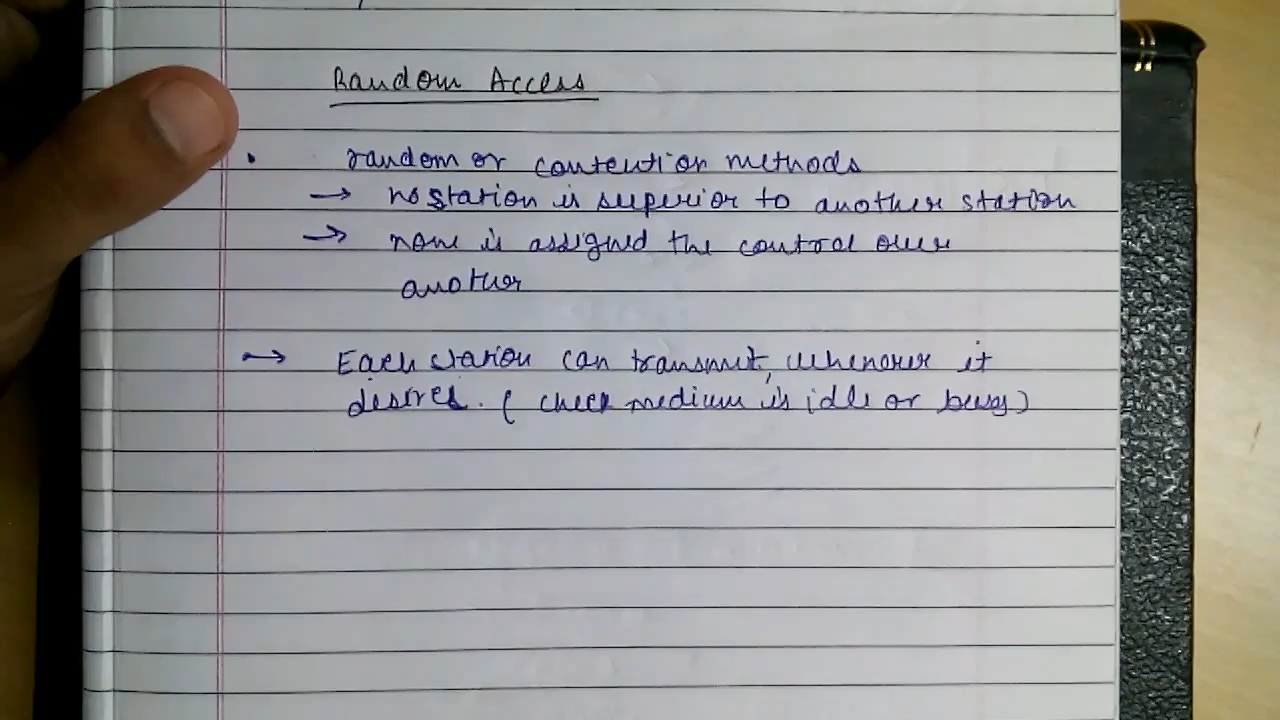 Random Access
• random or contention methods
→ no station is superior to another station
→ none is assigned the control over
another
→ Each station can transmit, whenever it
desires. ( check medium is idle or busy)